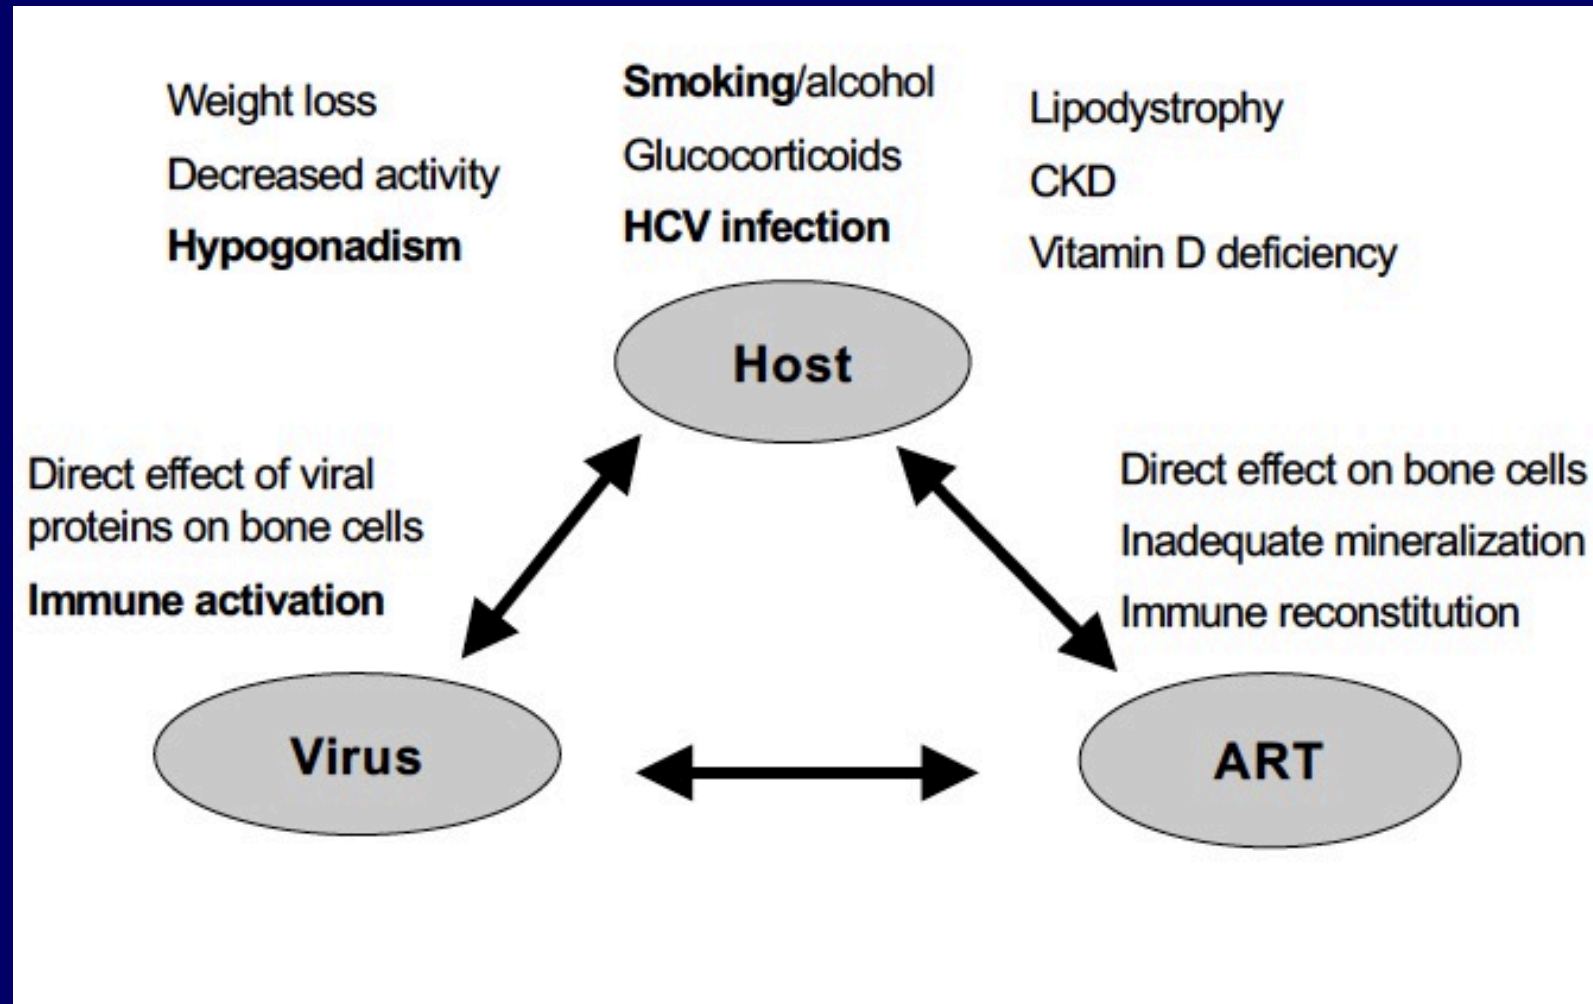 Weight loss
Decreased activity
Hypogonadism
Smoking/alcohol
Glucocorticoids
HCV infection
Lipodystrophy
CKD
Vitamin D deficiency
Host
Direct effect of viral
proteins on bone cells
Immune activation
Direct effect on bone cells
Inadequate mineralization
Immune reconstitution
Virus
ART